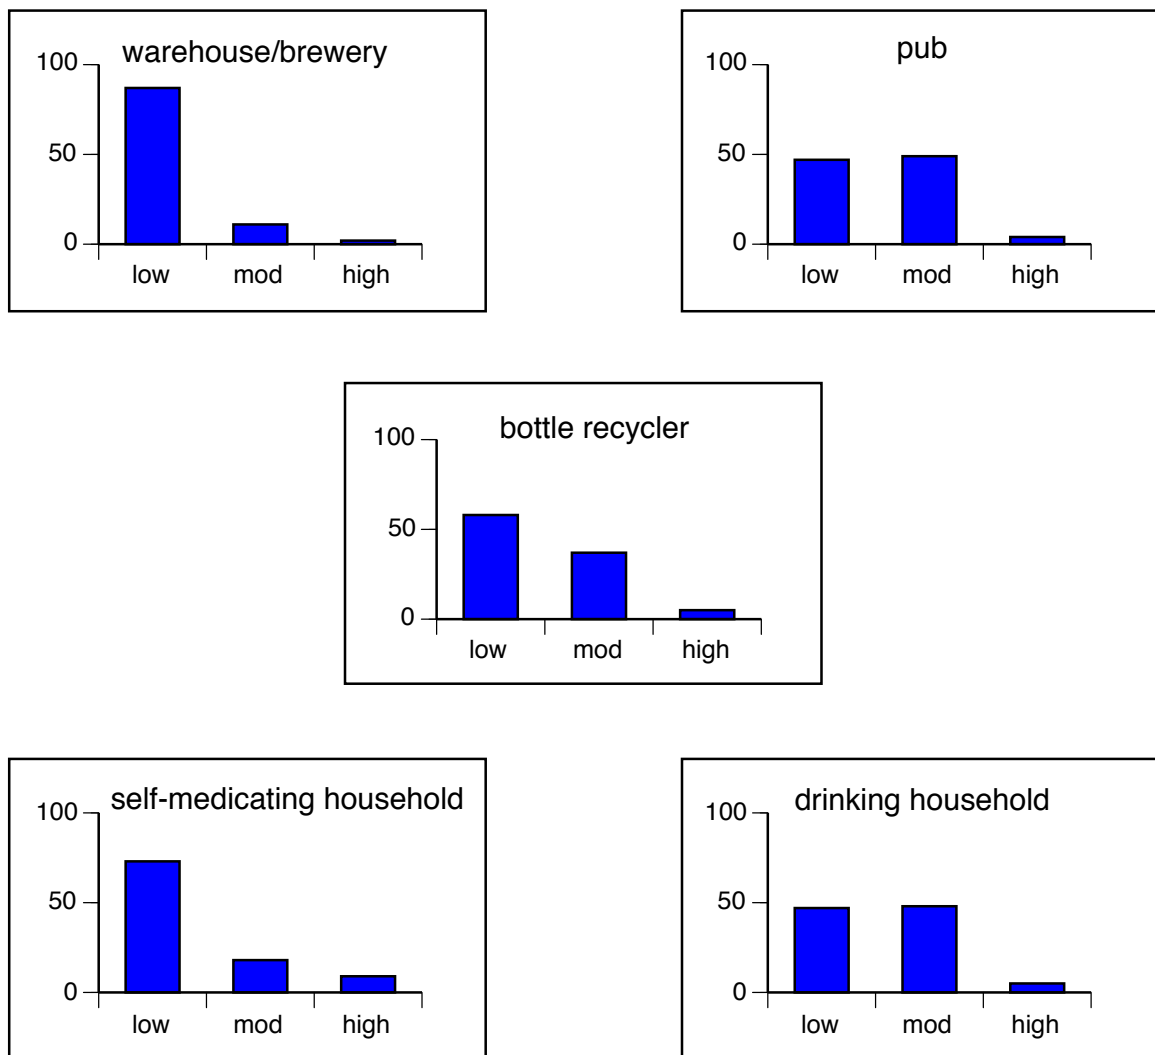 warehouse/brewery
100
50
0
low mod high
pub
100
50
0
low mod high
bottle recycler
100
50
0
low mod high
self-medicating household
100
50
0
low mod high
drinking household
100
50
0
low mod high